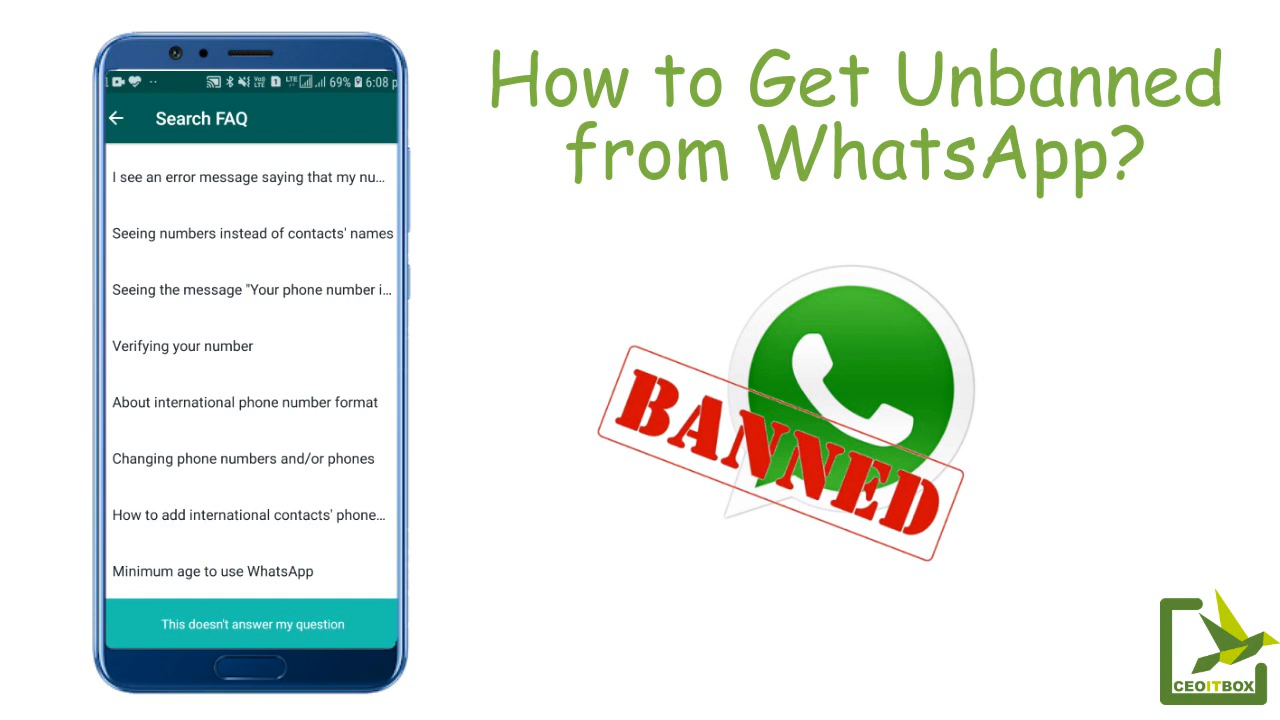 69% 6:08 p
Search FAQ
I see an error message saying that my nu...
Seeing numbers instead of contacts' names
Seeing the message "Your phone number i...
Verifying your number
About international phone number format
Changing phone numbers and/or phones
How to add international contacts' phone...
Minimum age to use WhatsApp
This doesn't answer my question
How to Get Unbanned
from WhatsApp?
BANNED
CEOITBOX